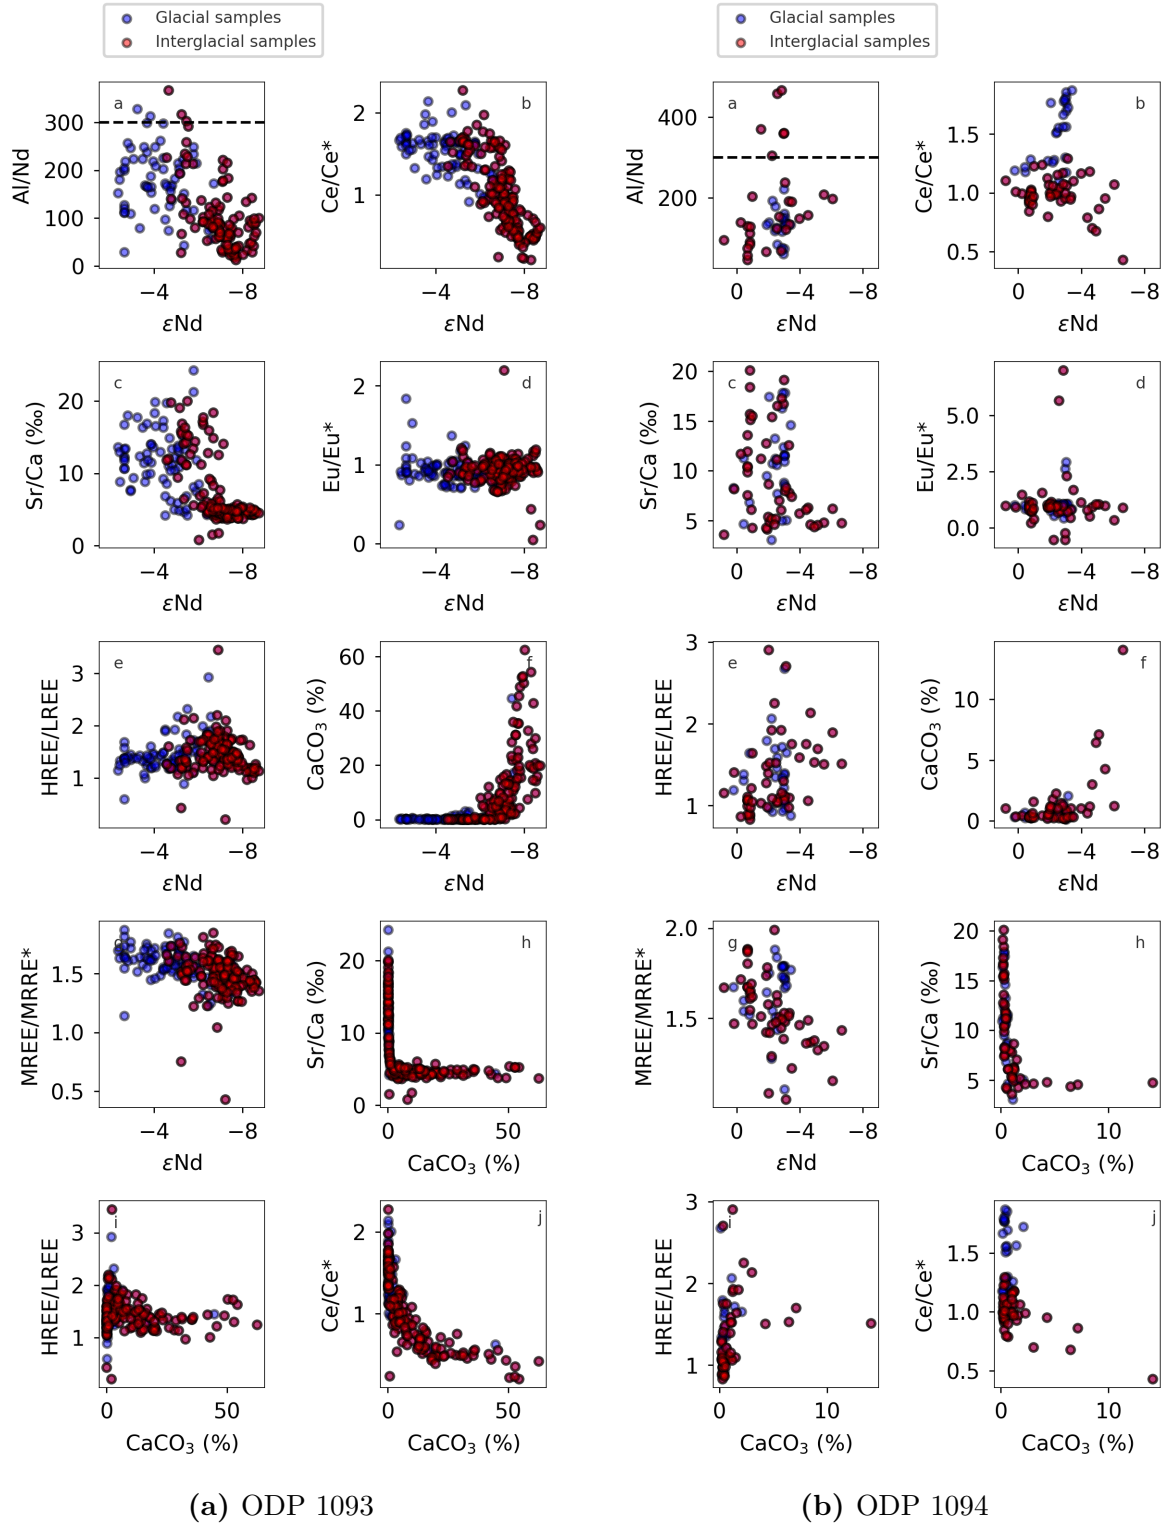 Glacial samples
Interglacial samples
Glacial samples
Interglacial samples
a
300
200
100
0
Al/Nd
−4 −8
εNd
b
2
1
Ce/Ce*
−4 −8
εNd
a
400
200
Al/Nd
0 −4 −8
εNd
b
1.5
1.0
0.5
Ce/Ce*
0 −4 −8
εNd
c
20
10
0
Sr/Ca (‰)
−4 −8
εNd
d
2
1
0
Eu/Eu*
−4 −8
εNd
c
20
15
10
5
Sr/Ca (‰)
0 −4 −8
εNd
d
5.0
2.5
0.0
Eu/Eu*
0 −4 −8
εNd
e
3
2
1
HREE/LREE
−4 −8
εNd
f
60
40
20
0
CaCO₃ (%)
−4 −8
εNd
e
3
2
1
HREE/LREE
0 −4 −8
εNd
f
10
5
0
CaCO₃ (%)
0 −4 −8
εNd
g
1.5
1.0
0.5
MREE/MRRE*
−4 −8
εNd
h
20
10
0
Sr/Ca (‰)
0 50
CaCO₃ (%)
g
2.0
1.5
MREE/MRRE*
0 −4 −8
εNd
h
20
15
10
5
Sr/Ca (‰)
0 10
CaCO₃ (%)
i
3
2
1
HREE/LREE
0 50
CaCO₃ (%)
j
2
1
Ce/Ce*
0 50
CaCO₃ (%)
i
3
2
1
HREE/LREE
0 10
CaCO₃ (%)
j
1.5
1.0
0.5
Ce/Ce*
0 10
CaCO₃ (%)
(a) ODP 1093
(b) ODP 1094